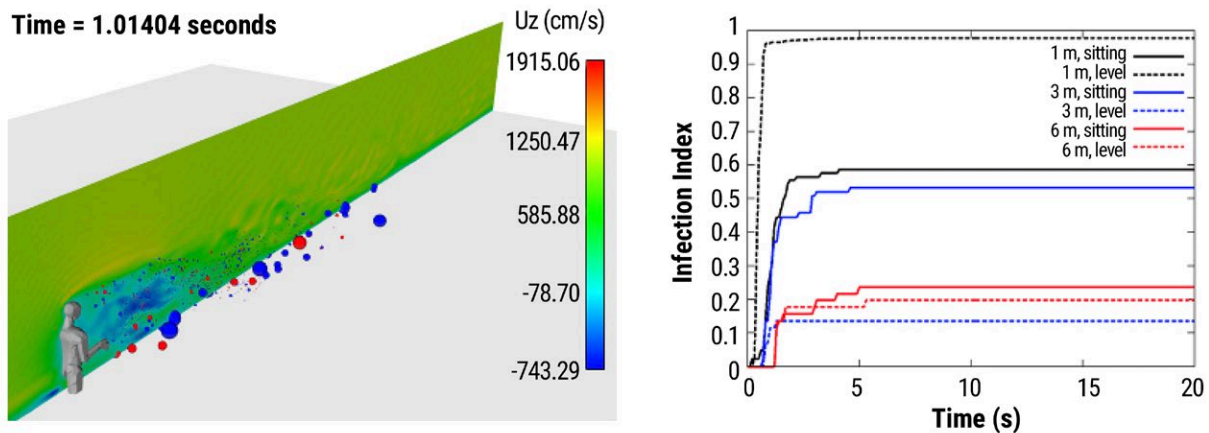 Time = 1.01404 seconds
Uz (cm/s)
1915.06
1250.47
585.88
-78.70
-743.29
Infection Index
1
0.9
0.8
0.7
0.6
0.5
0.4
0.3
0.2
0.1
0
1 m, sitting
1 m, level
3 m, sitting
3 m, level
6 m, sitting
6 m, level
0
5
10
15
20
Time (s)